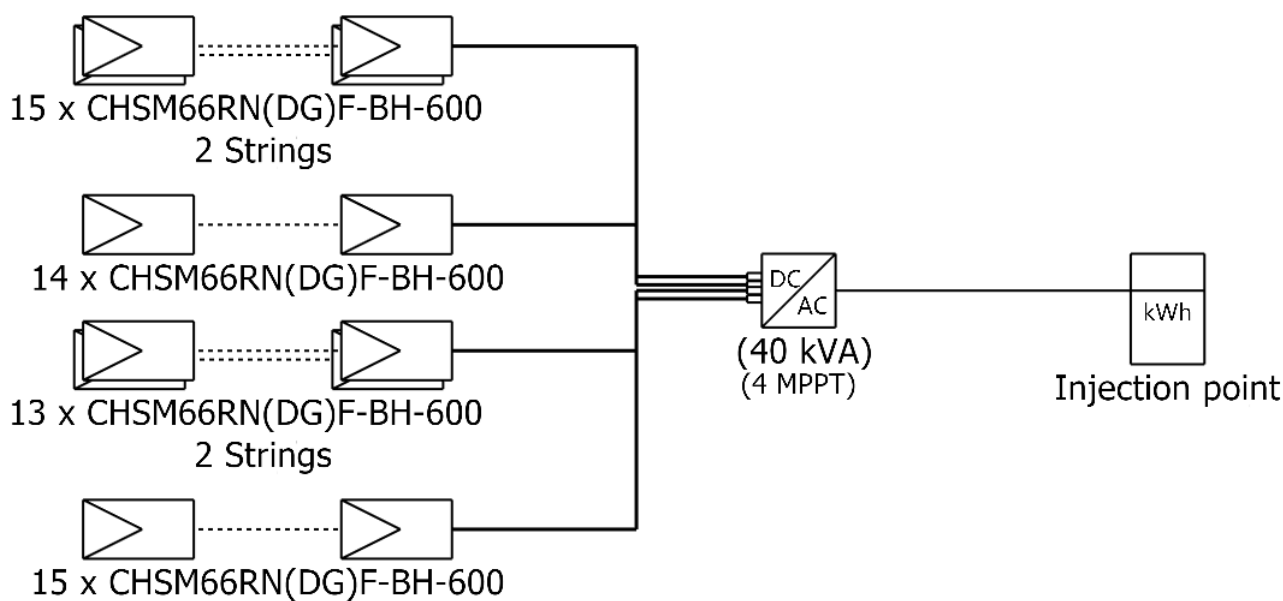 15 x CHSM66RN(DG)F-BH-600
2 Strings
14 x CHSM66RN(DG)F-BH-600
13 x CHSM66RN(DG)F-BH-600
2 Strings
15 x CHSM66RN(DG)F-BH-600
DC
AC
(40 kVA)
(4 MPPT)
kWh
Injection point